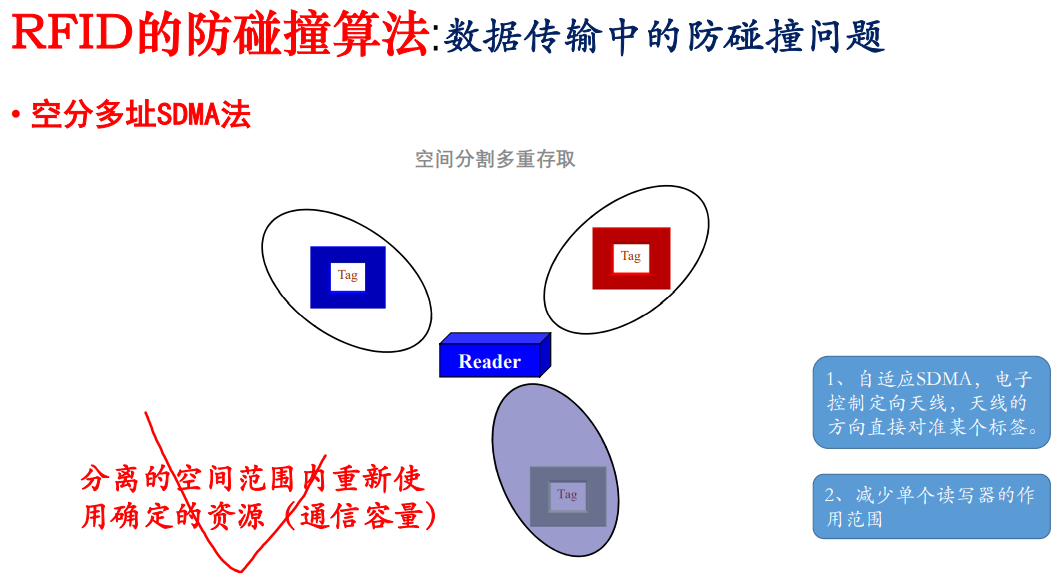 RFID的防碰撞算法:数据传输中的防碰撞问题
• 空分多址SDMA法
空间分割多重存取
Tag
Tag
Reader
Tag
分离的空间范围内重新使
用确定的资源（通信容量）
1、自适应SDMA，电子
控制定向天线，天线的
方向直接对准某个标签。
2、减少单个读写器的作
用范围